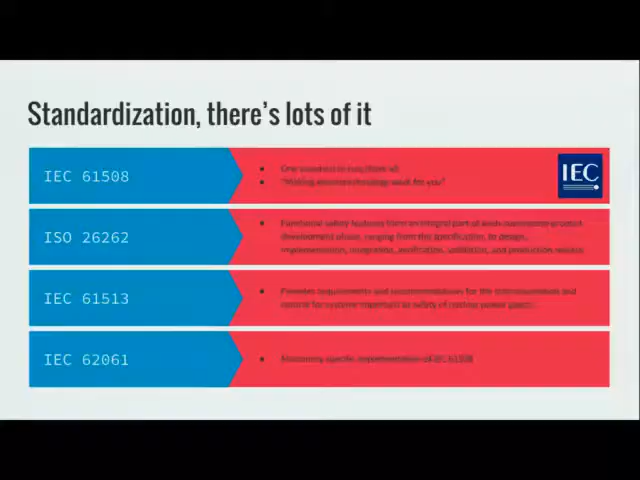 Standardization, there's lots of it
IEC 61508
One standard to rule them all
"Making electrotechnology work for you"
IEC
ISO 26262
Functional safety features form an integral part of each automotive product
development phase, ranging from the specification, to design,
implementation, integration, verification, validation, and production release
IEC 61513
Provides requirements and recommendations for the instrumentation and
control for systems important to safety of nuclear power plants
IEC 62061
Machinery specific implementation of IEC 61508